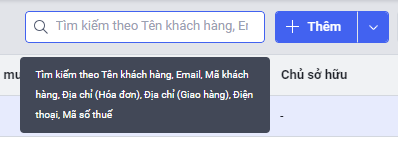 Tìm kiếm theo Tên khách hàng, Er
Thêm
mu
Chủ sở hữu
Tìm kiếm theo Tên khách hàng, Email, Mã khách
hàng, Địa chỉ (Hóa đơn), Địa chỉ (Giao hàng), Điện
thoại, Mã số thuế
-